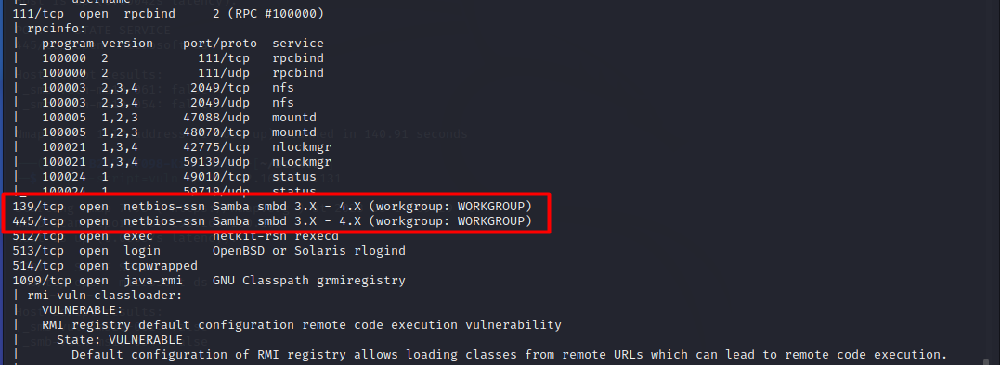 |_    username
111/tcp  open  rpcbind     2 (RPC #100000)
| rpcinfo:
|   program version    port/proto  service
|   100000  2            111/tcp   rpcbind
|   100000  2            111/udp   rpcbind
|   100003  2,3,4       2049/tcp   nfs
|   100003  2,3,4       2049/udp   nfs
|   100005  1,2,3      47088/udp   mountd
|   100005  1,2,3      48070/tcp   mountd
|   100021  1,3,4      42775/tcp   nlockmgr
|   100021  1,3,4      59139/udp   nlockmgr
|   100024  1          49010/tcp   status
|_  100024  1          59719/udp   status
139/tcp  open  netbios-ssn Samba smbd 3.X - 4.X (workgroup: WORKGROUP)
445/tcp  open  netbios-ssn Samba smbd 3.X - 4.X (workgroup: WORKGROUP)
512/tcp  open  exec        netkit-rsh rexecd
513/tcp  open  login       OpenBSD or Solaris rlogind
514/tcp  open  tcpwrapped
1099/tcp open  java-rmi    GNU Classpath grmiregistry
| rmi-vuln-classloader:
|   VULNERABLE:
|   RMI registry default configuration remote code execution vulnerability
|     State: VULNERABLE
|       Default configuration of RMI registry allows loading classes from remote URLs which can lead to remote code execution.